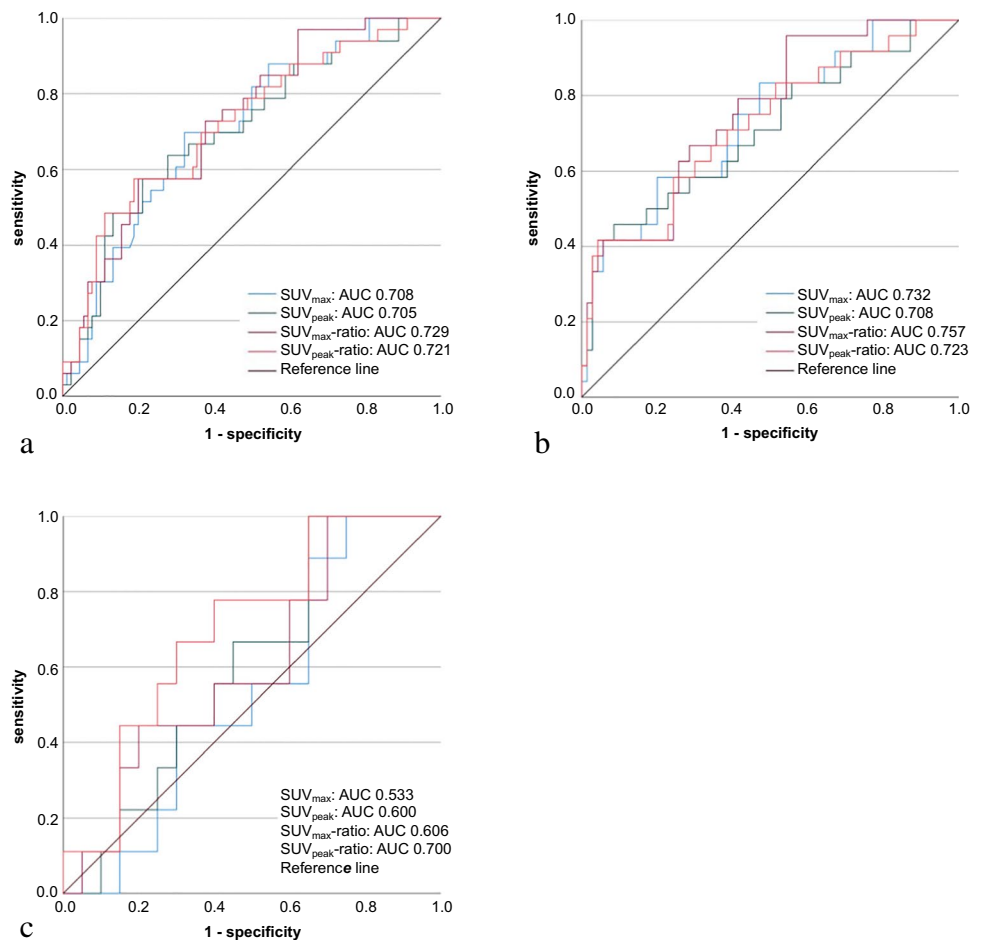 1.0
0.8
0.6
0.4
0.2
0.0
sensitivity
SUVmax: AUC 0.708
SUVpeak: AUC 0.705
SUVmax-ratio: AUC 0.729
SUVpeak-ratio: AUC 0.721
Reference line
0.0 0.2 0.4 0.6 0.8 1.0
1 - specificity
a
1.0
0.8
0.6
0.4
0.2
0.0
sensitivity
SUVmax: AUC 0.732
SUVpeak: AUC 0.708
SUVmax-ratio: AUC 0.757
SUVpeak-ratio: AUC 0.723
Reference line
0.0 0.2 0.4 0.6 0.8 1.0
1 - specificity
b
1.0
0.8
0.6
0.4
0.2
0.0
sensitivity
SUVmax: AUC 0.533
SUVpeak: AUC 0.600
SUVmax-ratio: AUC 0.606
SUVpeak-ratio: AUC 0.700
Reference line
0.0 0.2 0.4 0.6 0.8 1.0
1 - specificity
c